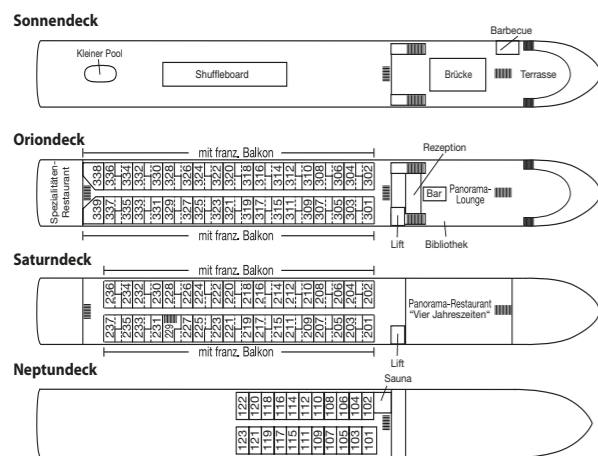 Sonnendeck
Barbecue
Kleiner Pool
Shuffleboard
Brücke
Terrasse
Oriondeck
mit franz. Balkon
Rezeption
Spezialitäten-
Restaurant
338 336 334 332 330 328 326 324 322 320 318 316 314 312 310 308 306 304 302
339 337 335 333 331 329 327 325 323 321 319 317 315 311 309 307 305 303 301
Bar
Panorama-
Lounge
mit franz. Balkon
Lift
Bibliothek
Saturndeck
mit franz. Balkon
236 234 232 230 228 226 224 222 220 218 216 214 212 210 208 206 204 202
237 235 233 231 229 227 225 223 221 219 217 215 211 209 207 205 203 201
Panorama-Restaurant
"Vier Jahreszeiten"
mit franz. Balkon
Lift
Neptundeck
Sauna
122 120 118 116 114 112 110 108 106 104 102
123 121 119 117 115 111 109 107 105 103 101